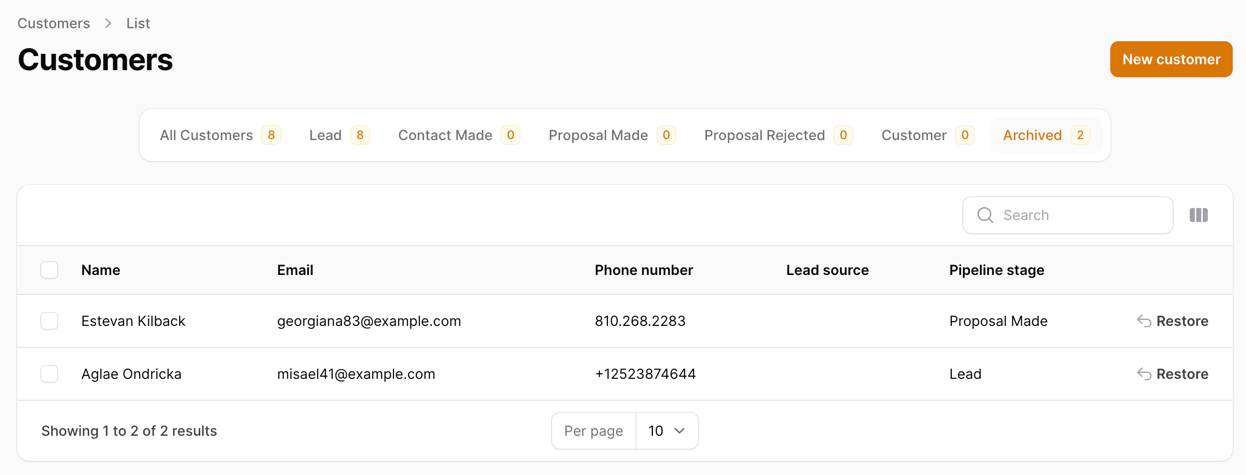 Customers > List
Customers
New customer
All Customers 8 Lead 8 Contact Made 0 Proposal Made 0 Proposal Rejected 0 Customer 0 Archived 2
Search
Name Email Phone number Lead source Pipeline stage
Estevan Kilback georgiana83@example.com 810.268.2283 Proposal Made Restore
Aglae Ondricka misael41@example.com +12523874644 Lead Restore
Showing 1 to 2 of 2 results Per page 10